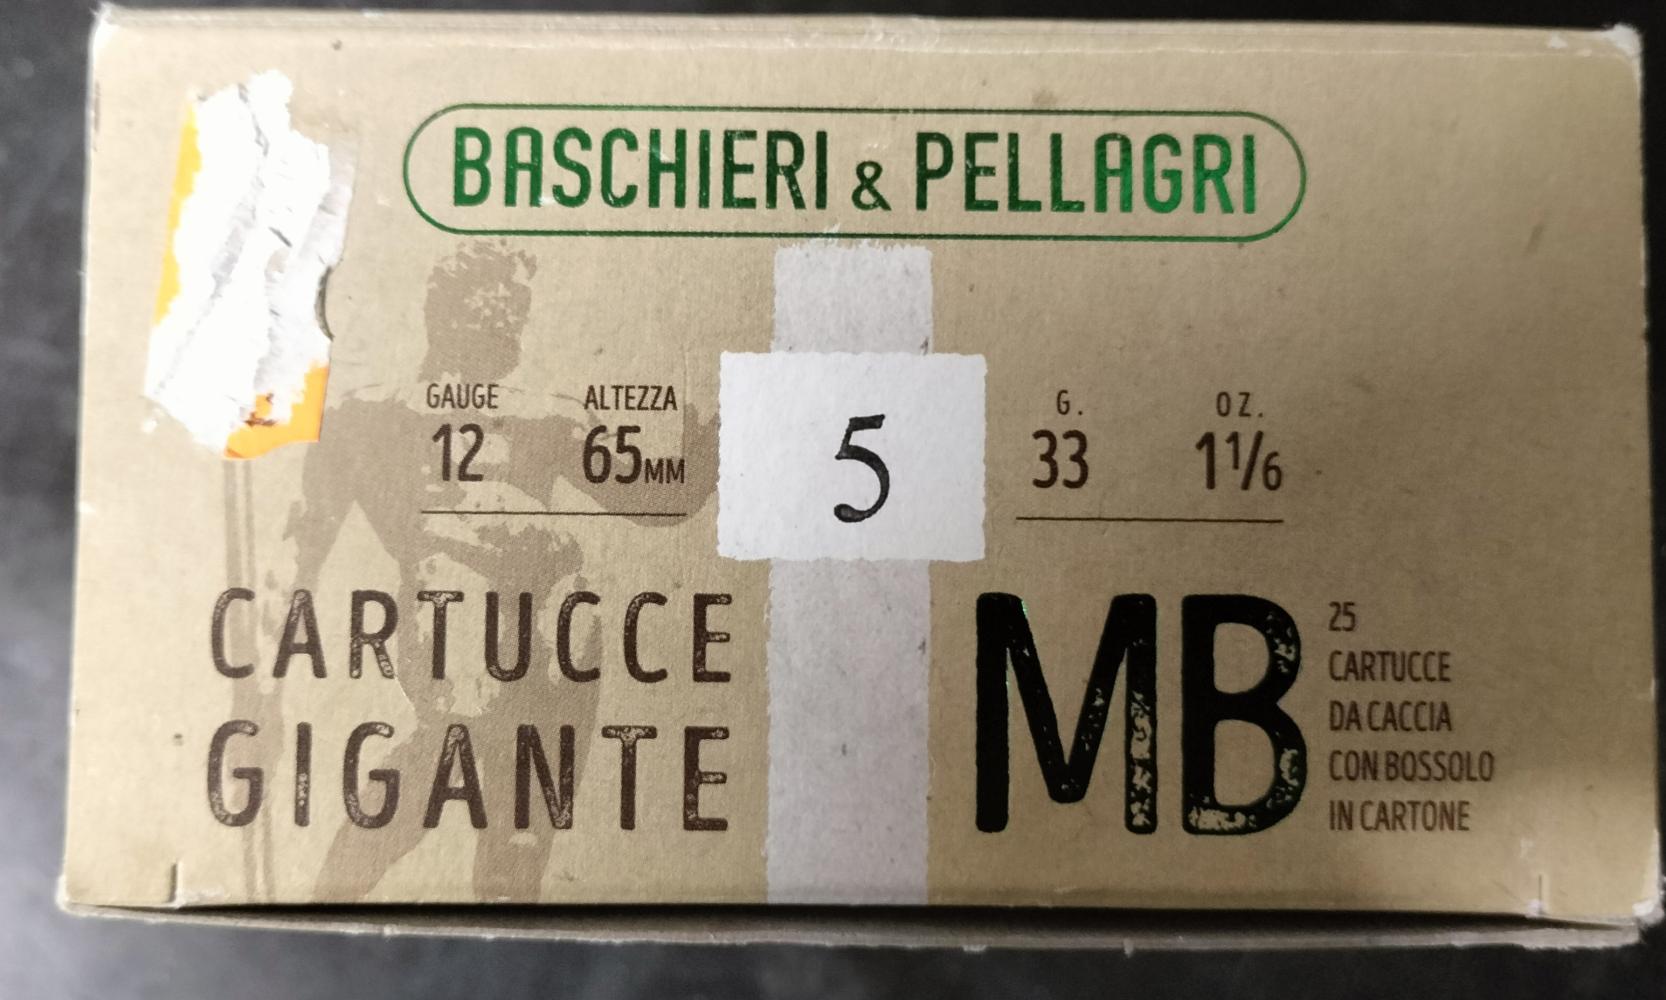 BASCHIERI & PELLAGRI
GAUGE
12
ALTEZZA
65MM
5
G.
33
OZ.
1 1/6
CARTUCCE
GIGANTE
MB
25
CARTUCCE
DA CACCIA
CON BOSSOLO
IN CARTONE